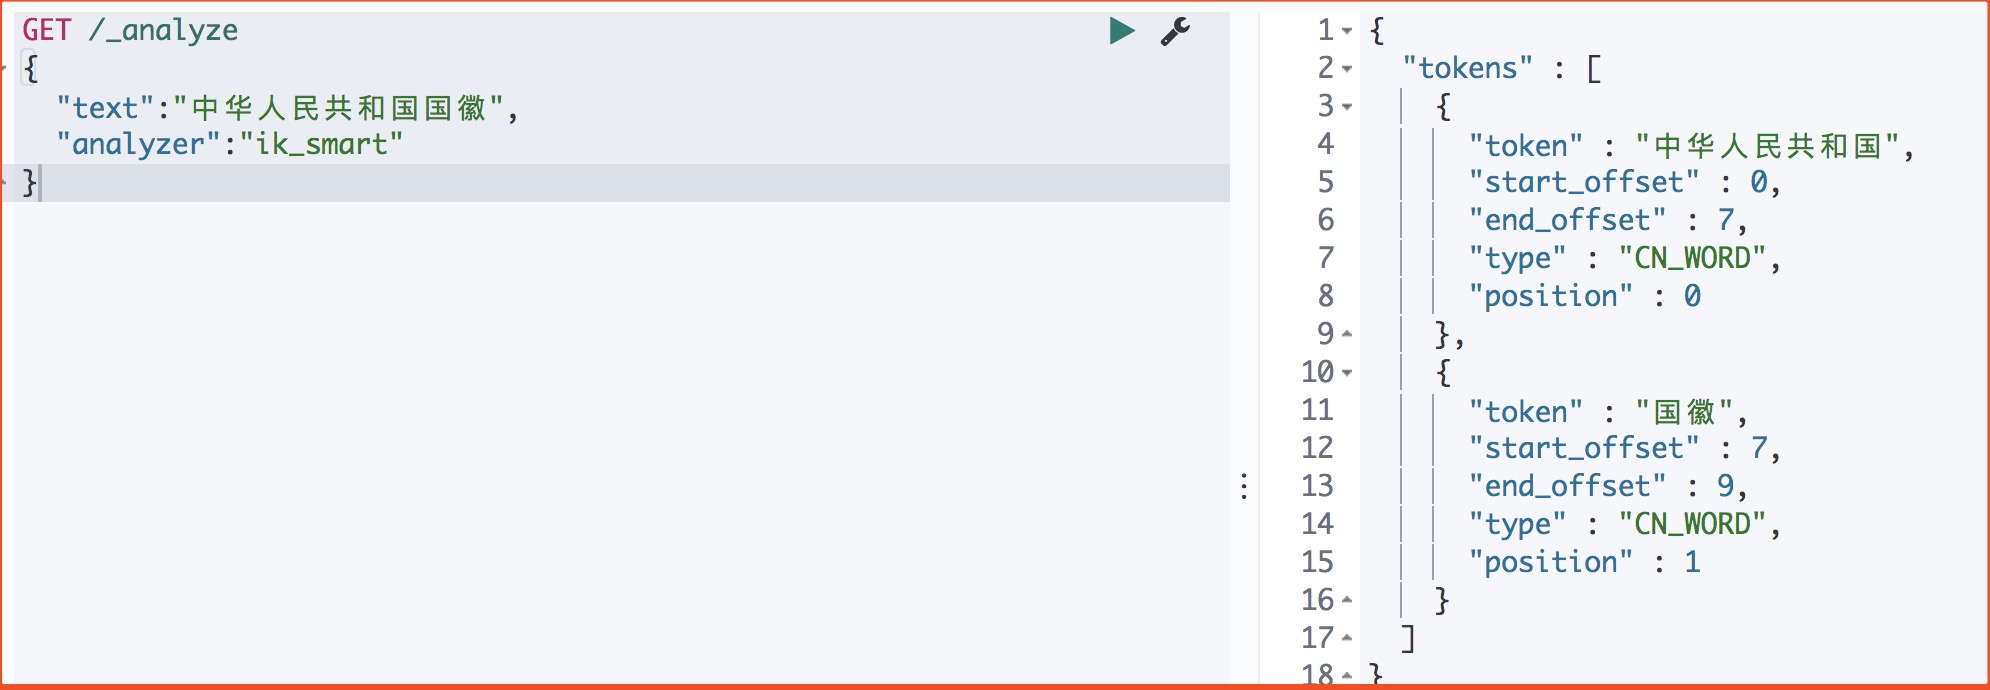 GET /_analyze
{
"text":"中华人民共和国国徽",
"analyzer":"ik_smart"
}
1 {
2 "tokens" : [
3 {
4 "token" : "中华人民共和国",
5 "start_offset" : 0,
6 "end_offset" : 7,
7 "type" : "CN_WORD",
8 "position" : 0
9 },
10 {
11 "token" : "国徽",
12 "start_offset" : 7,
13 "end_offset" : 9,
14 "type" : "CN_WORD",
15 "position" : 1
16 }
17 ]
18 }